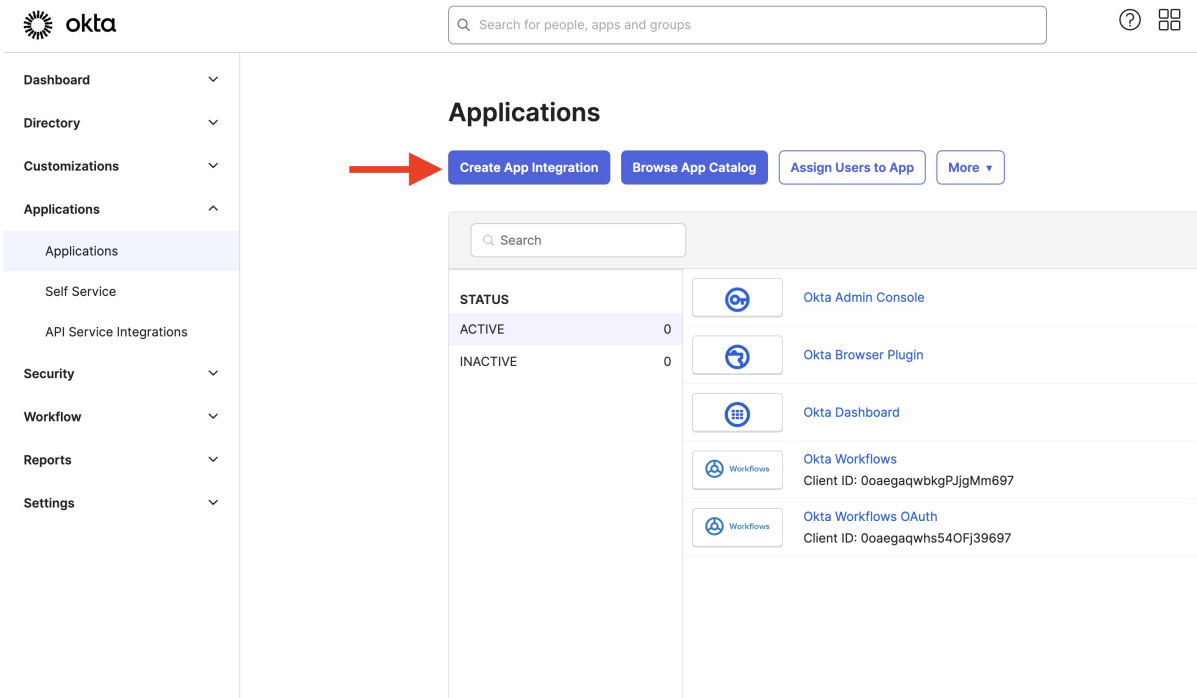 okta
Search for people, apps and groups
Dashboard
Directory
Customizations
Applications
Applications
Self Service
API Service Integrations
Security
Workflow
Reports
Settings
Applications
Create App Integration
Browse App Catalog
Assign Users to App
More
Search
STATUS
ACTIVE 0
INACTIVE 0
Okta Admin Console
Okta Browser Plugin
Okta Dashboard
Workflows
Okta Workflows
Client ID: 0oaegaqwbkgPJjgMm697
Workflows
Okta Workflows OAuth
Client ID: 0oaegaqwhs54OFj39697